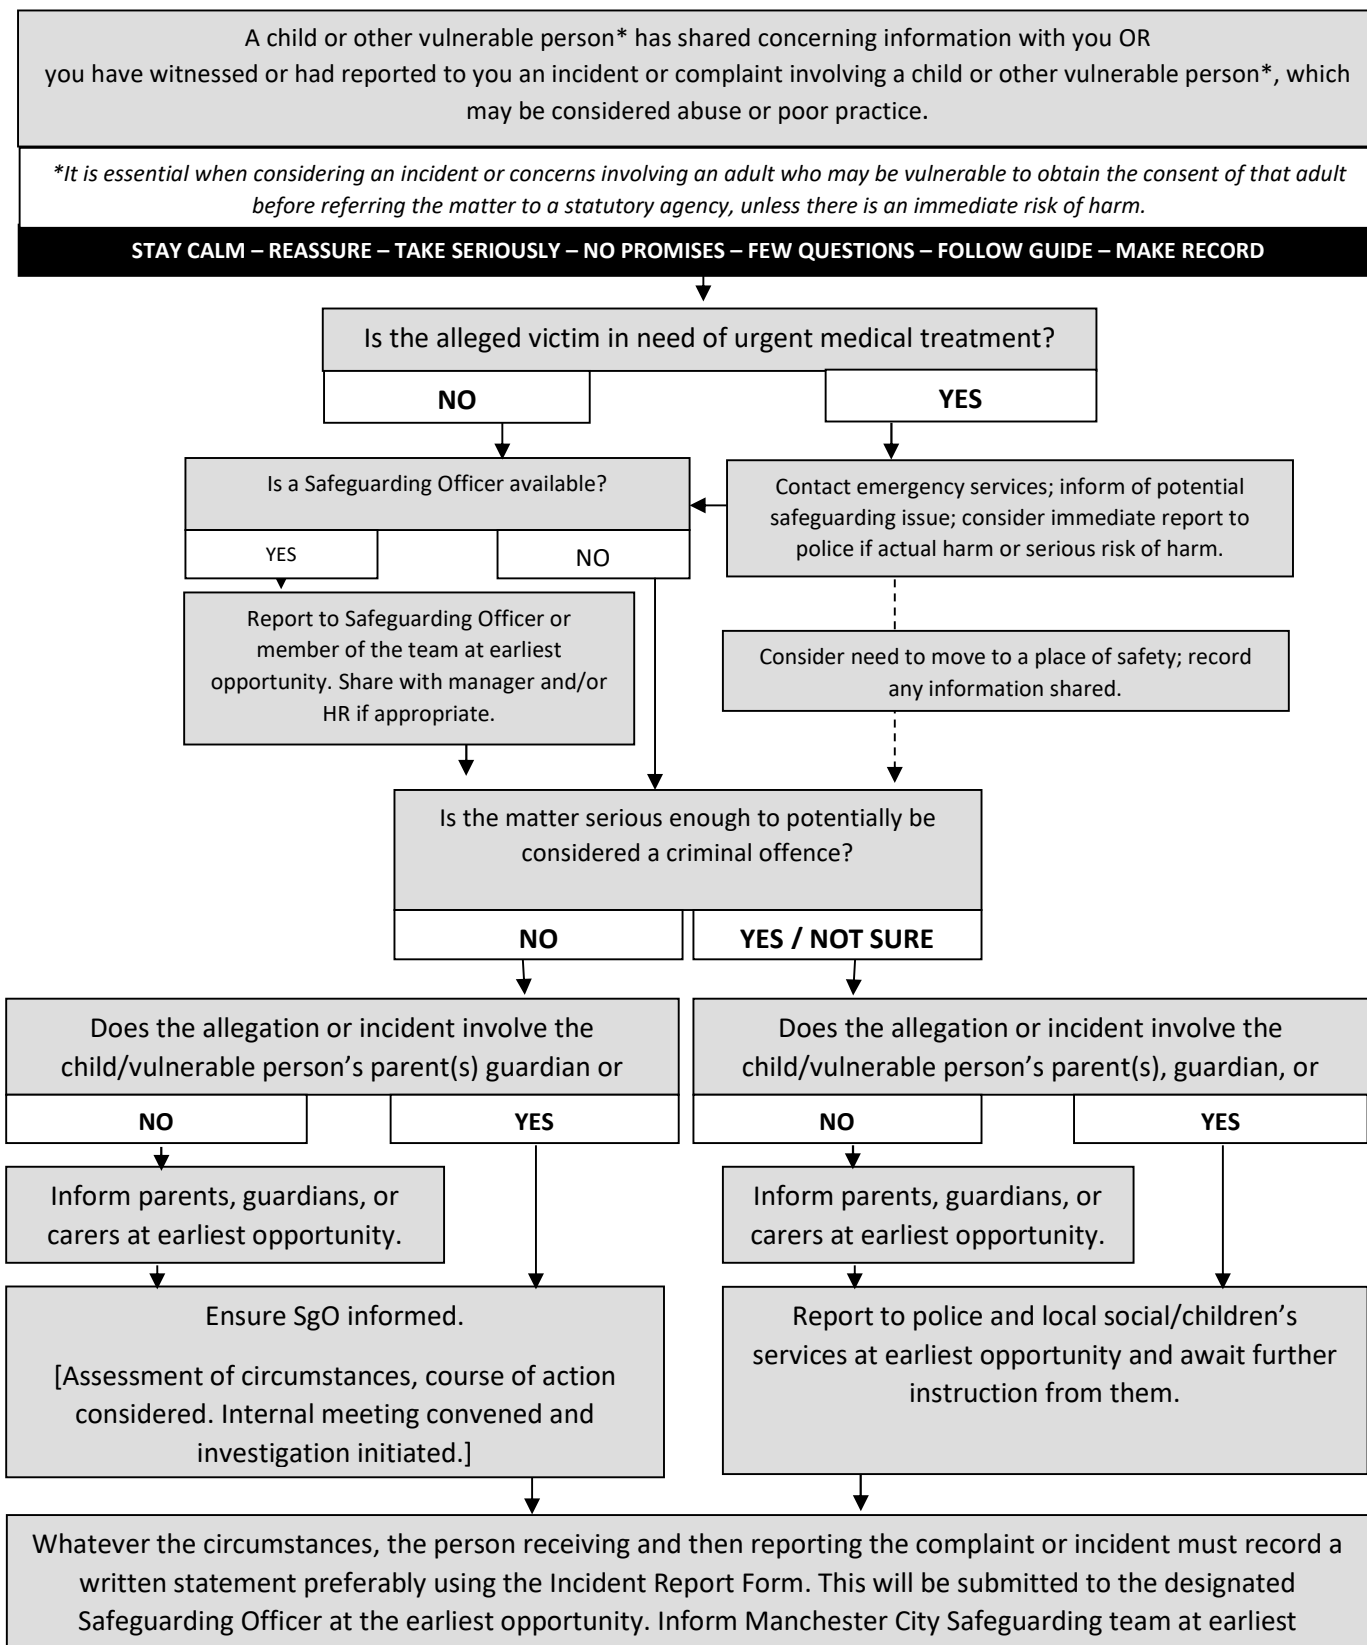 A child or other vulnerable person* has shared concerning information with you OR
you have witnessed or had reported to you an incident or complaint involving a child or other vulnerable person*, which
may be considered abuse or poor practice.
*It is essential when considering an incident or concerns involving an adult who may be vulnerable to obtain the consent of that adult
before referring the matter to a statutory agency, unless there is an immediate risk of harm.
STAY CALM – REASSURE – TAKE SERIOUSLY – NO PROMISES – FEW QUESTIONS – FOLLOW GUIDE – MAKE RECORD
Is the alleged victim in need of urgent medical treatment?
NO
YES
Is a Safeguarding Officer available?
YES
NO
Contact emergency services; inform of potential
safeguarding issue; consider immediate report to
police if actual harm or serious risk of harm.
Report to Safeguarding Officer or
member of the team at earliest
opportunity. Share with manager and/or
HR if appropriate.
Consider need to move to a place of safety; record
any information shared.
Is the matter serious enough to potentially be
considered a criminal offence?
NO
YES / NOT SURE
Does the allegation or incident involve the
child/vulnerable person’s parent(s) guardian or
NO
YES
Does the allegation or incident involve the
child/vulnerable person’s parent(s), guardian, or
NO
YES
Inform parents, guardians, or
carers at earliest opportunity.
Inform parents, guardians, or
carers at earliest opportunity.
Ensure SgO informed.
[Assessment of circumstances, course of action
considered. Internal meeting convened and
investigation initiated.]
Report to police and local social/children’s
services at earliest opportunity and await further
instruction from them.
Whatever the circumstances, the person receiving and then reporting the complaint or incident must record a
written statement preferably using the Incident Report Form. This will be submitted to the designated
Safeguarding Officer at the earliest opportunity. Inform Manchester City Safeguarding team at earliest